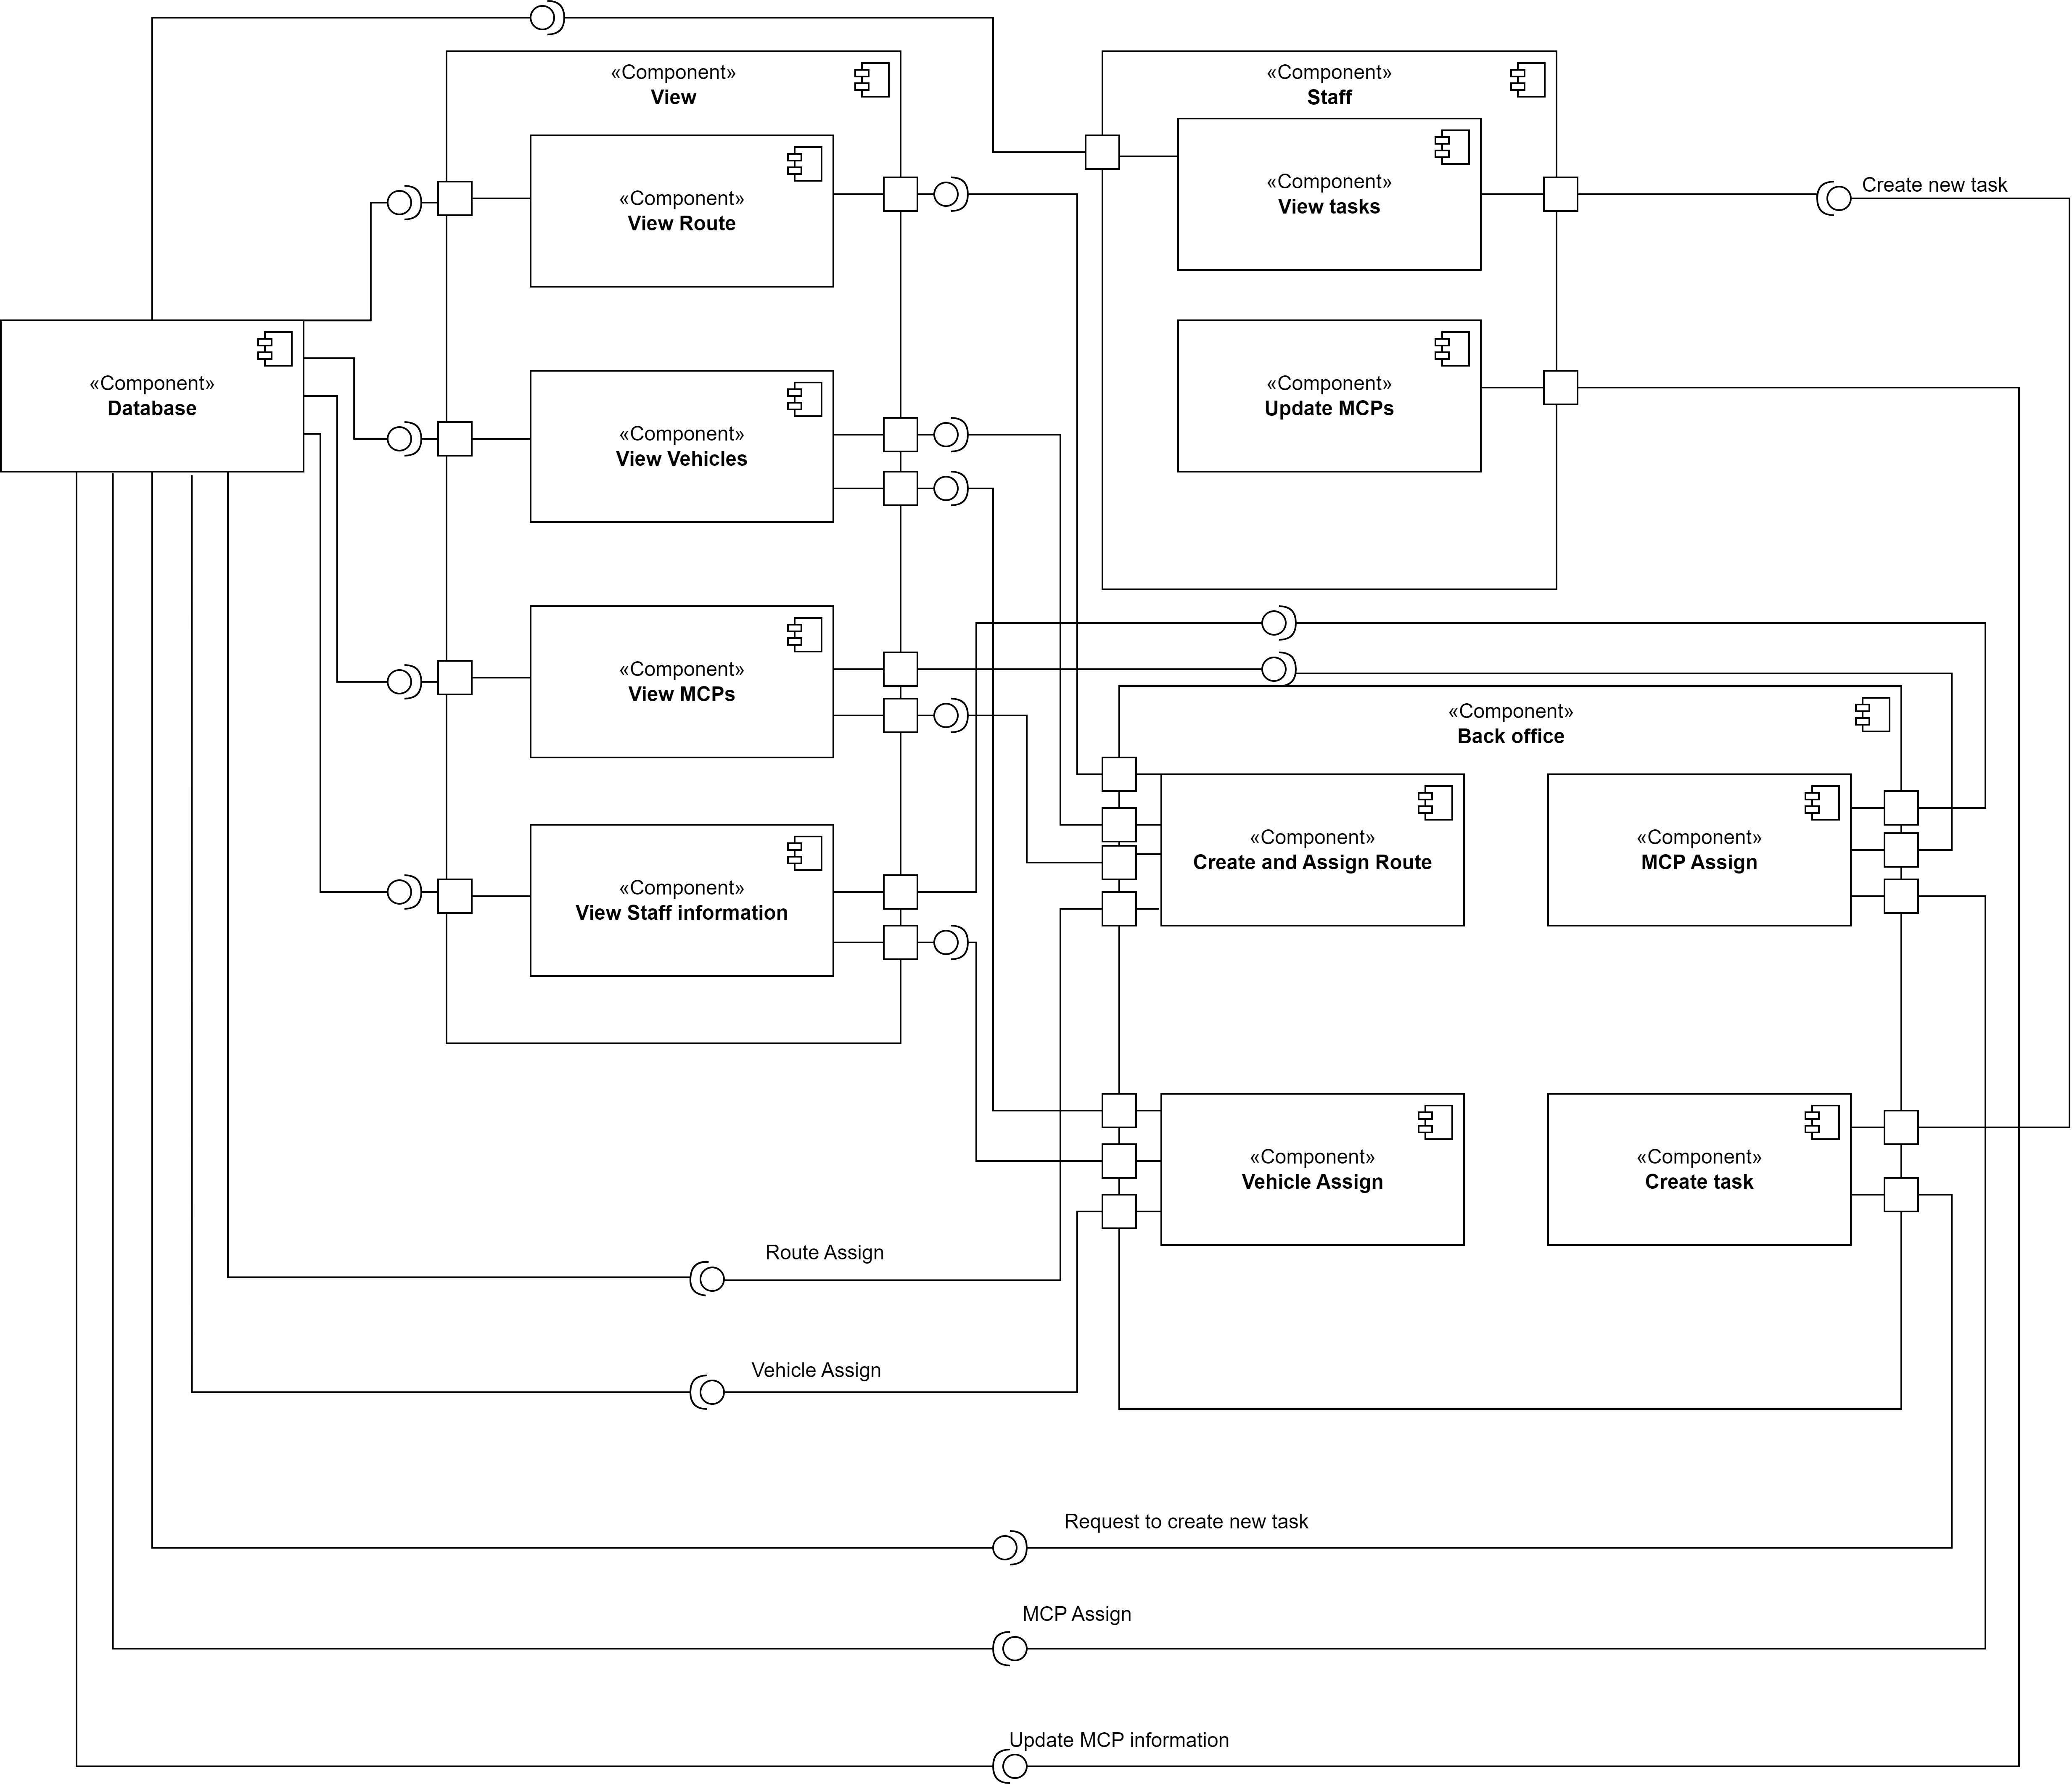 «Component»
View
«Component»
Staff
«Component»
View Route
«Component»
View tasks
Create new task
«Component»
Database
«Component»
View Vehicles
«Component»
Update MCPs
«Component»
View MCPs
«Component»
Back office
«Component»
View Staff information
«Component»
Create and Assign Route
«Component»
MCP Assign
«Component»
Vehicle Assign
«Component»
Create task
Route Assign
Vehicle Assign
Request to create new task
MCP Assign
Update MCP information